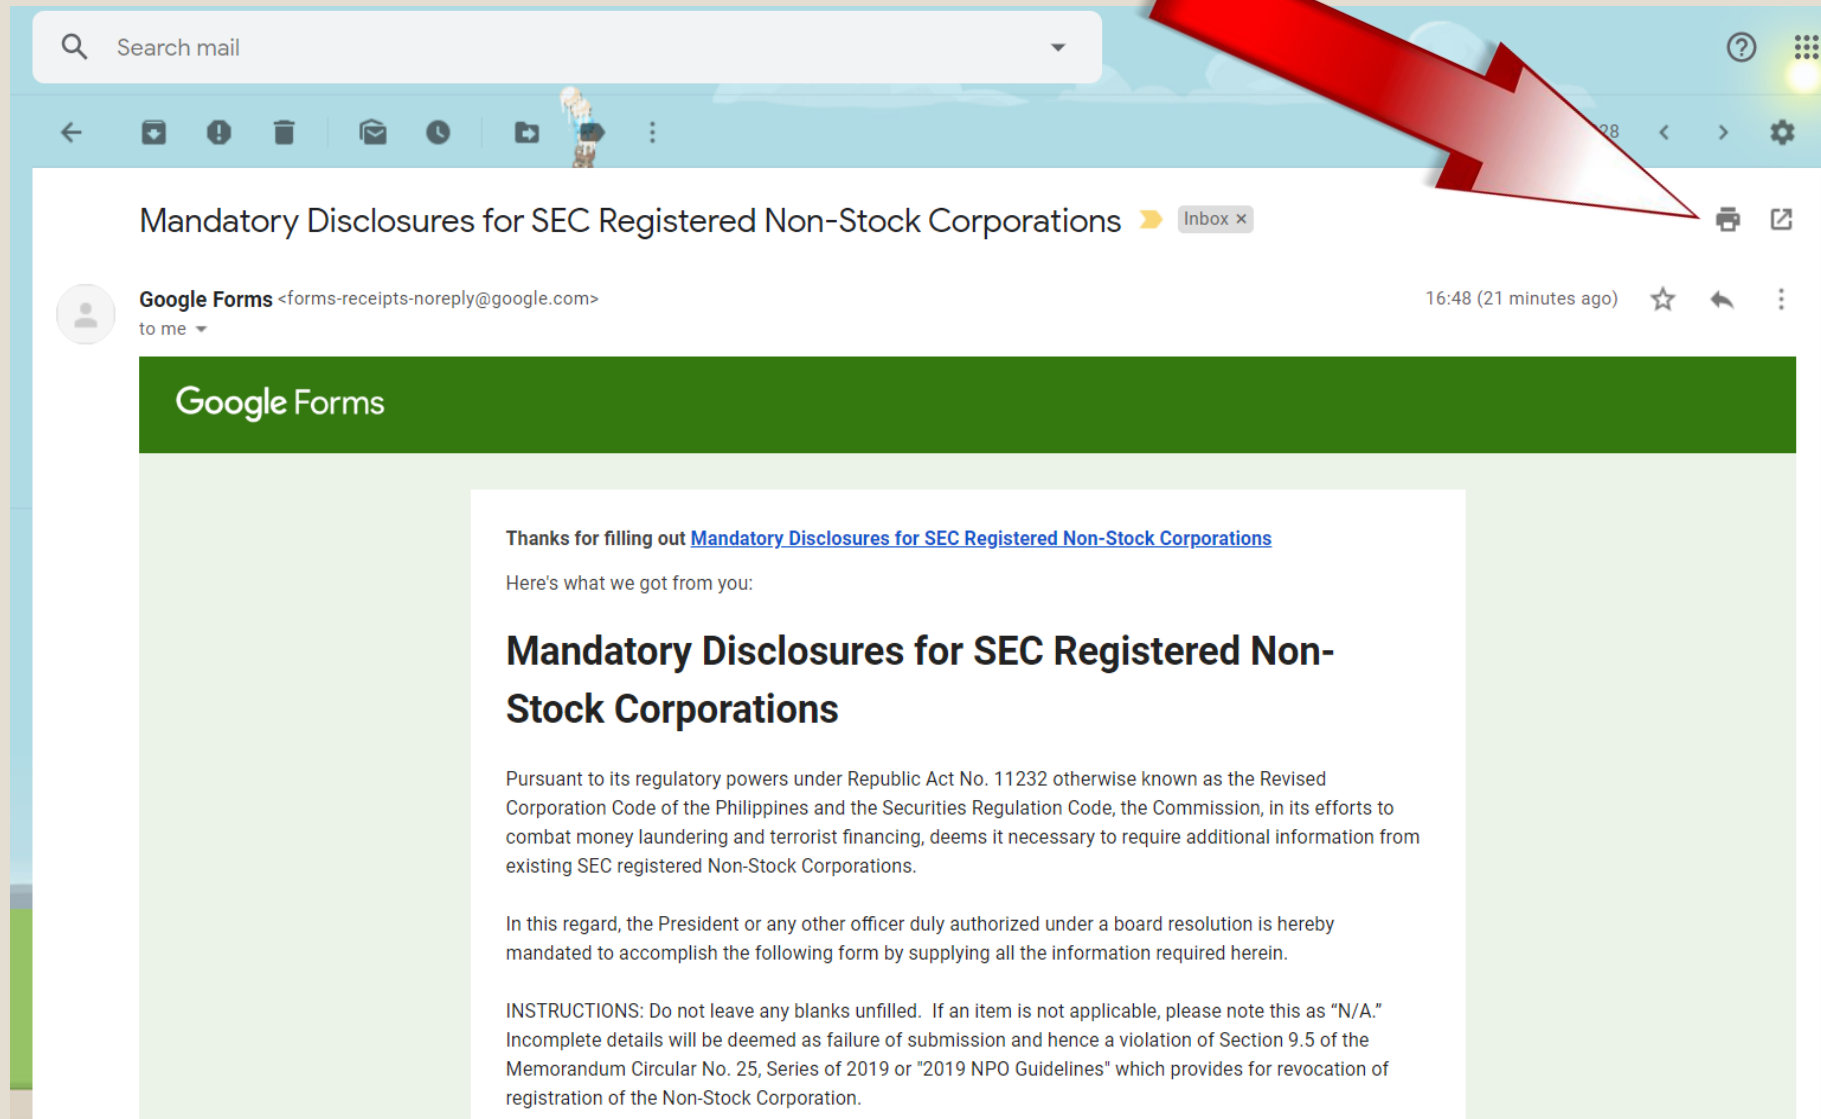 Search mail
28
Mandatory Disclosures for SEC Registered Non-Stock Corporations
Inbox ×
Google Forms <forms-receipts-noreply@google.com>
16:48 (21 minutes ago)
to me
Google Forms
Thanks for filling out Mandatory Disclosures for SEC Registered Non-Stock Corporations
Here's what we got from you:
Mandatory Disclosures for SEC Registered Non-
Stock Corporations
Pursuant to its regulatory powers under Republic Act No. 11232 otherwise known as the Revised
Corporation Code of the Philippines and the Securities Regulation Code, the Commission, in its efforts to
combat money laundering and terrorist financing, deems it necessary to require additional information from
existing SEC registered Non-Stock Corporations.
In this regard, the President or any other officer duly authorized under a board resolution is hereby
mandated to accomplish the following form by supplying all the information required herein.
INSTRUCTIONS: Do not leave any blanks unfilled.  If an item is not applicable, please note this as “N/A.”
Incomplete details will be deemed as failure of submission and hence a violation of Section 9.5 of the
Memorandum Circular No. 25, Series of 2019 or "2019 NPO Guidelines" which provides for revocation of
registration of the Non-Stock Corporation.